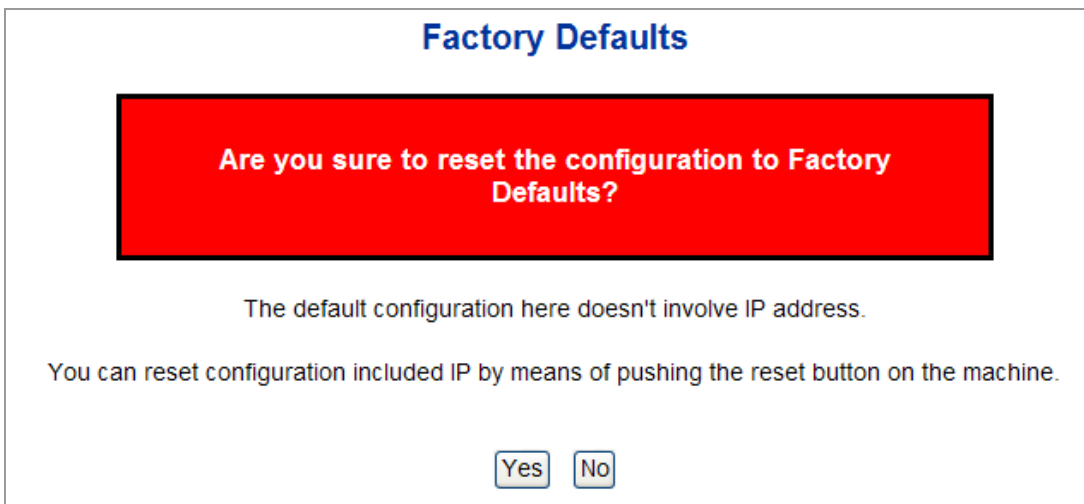 Factory Defaults
Are you sure to reset the configuration to Factory
Defaults?
The default configuration here doesn't involve IP address.
You can reset configuration included IP by means of pushing the reset button on the machine.
Yes No